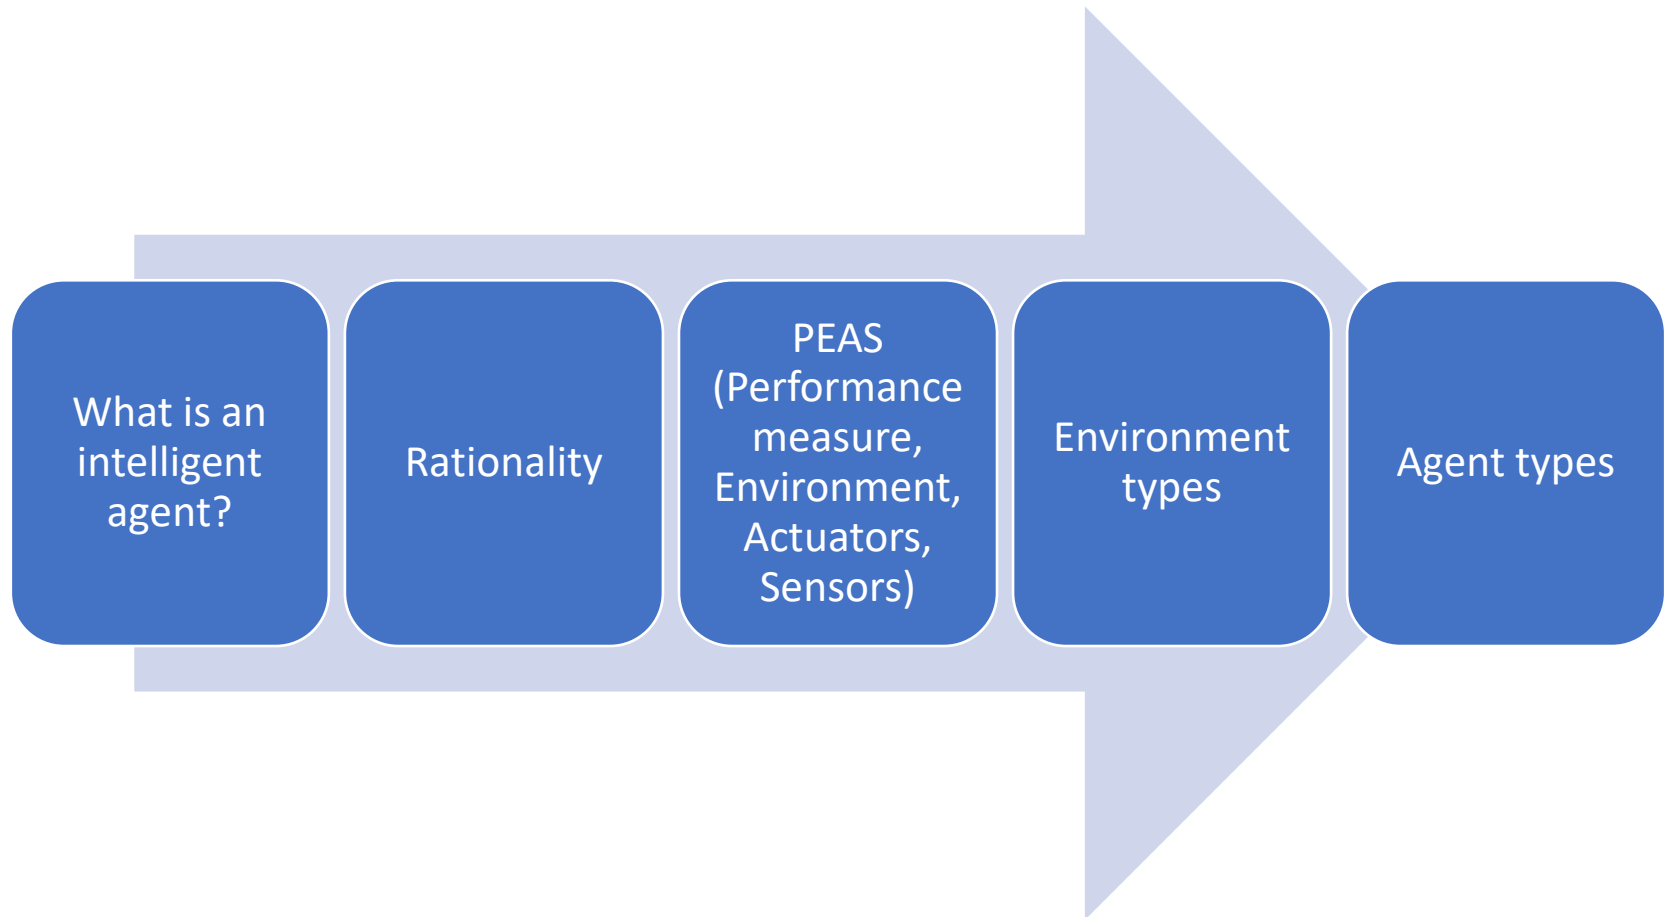 What is an
intelligent
agent?
Rationality
PEAS
(Performance
measure,
Environment,
Actuators,
Sensors)
Environment
types
Agent types